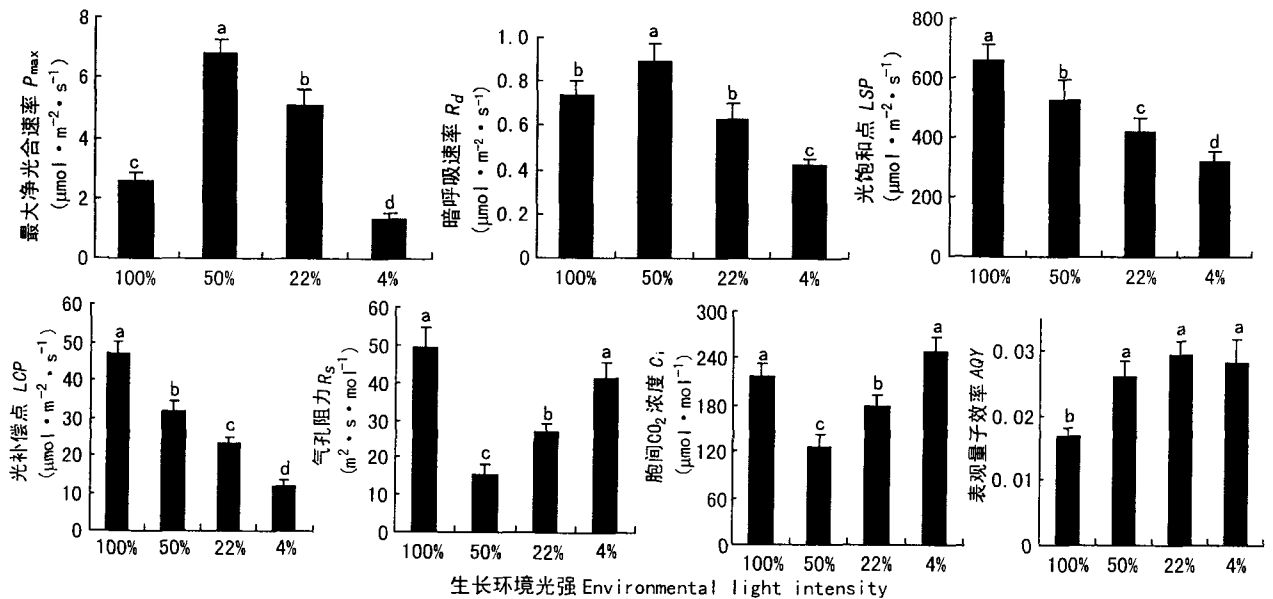 最大净光合速率 Pmax
(μmol·m⁻²·s⁻¹)
8
6
4
2
0
c
a
b
d
100%
50%
22%
4%
暗呼吸速率 Rd
(μmol·m⁻²·s⁻¹)
1.0
0.8
0.6
0.4
0.2
0
b
a
b
c
100%
50%
22%
4%
光饱和点 LSP
(μmol·m⁻²·s⁻¹)
800
600
400
200
0
a
b
c
d
100%
50%
22%
4%
光补偿点 LCP
(μmol·m⁻²·s⁻¹)
60
50
40
30
20
10
0
a
b
c
d
100%
50%
22%
4%
气孔阻力 Rs
(m²·s·mol⁻¹)
60
50
40
30
20
10
0
a
c
b
a
100%
50%
22%
4%
胞间CO₂浓度 Ci
(μmol·mol⁻¹)
300
240
180
120
60
0
a
c
b
a
100%
50%
22%
4%
表观量子效率 AQY
0.03
0.02
0.01
0
b
a
a
a
100%
50%
22%
4%
生长环境光强 Environmental light intensity